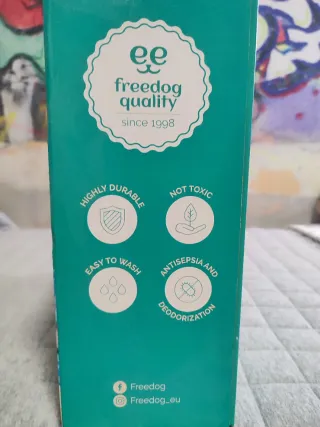 freedog
quality
since 1998
HIGHLY DURABLE
NOT TOXIC
EASY TO WASH
ANTISEPSIA AND
DEODORIZATION
Freedog
Freedog_eu